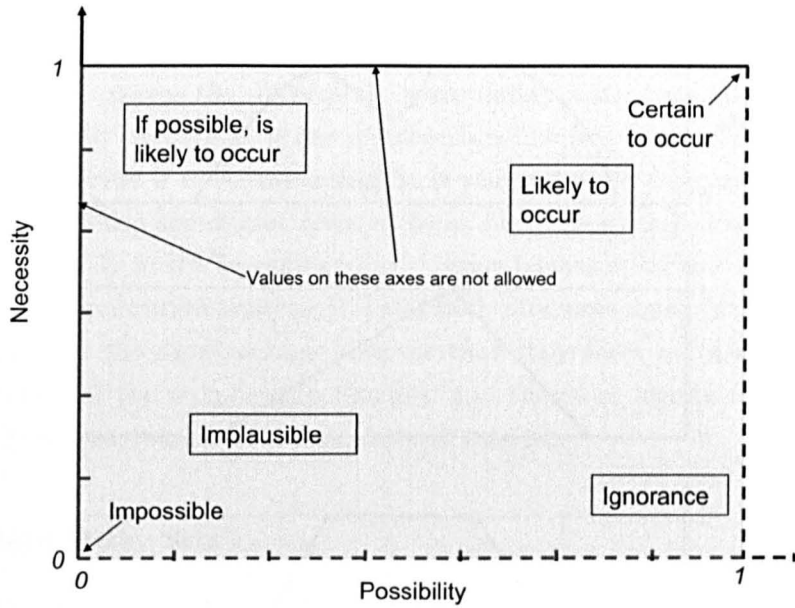 1
If possible, is
likely to occur
Certain
to occur
Likely to
occur
Values on these axes are not allowed
Necessity
Implausible
Ignorance
Impossible
0
0
Possibility
1